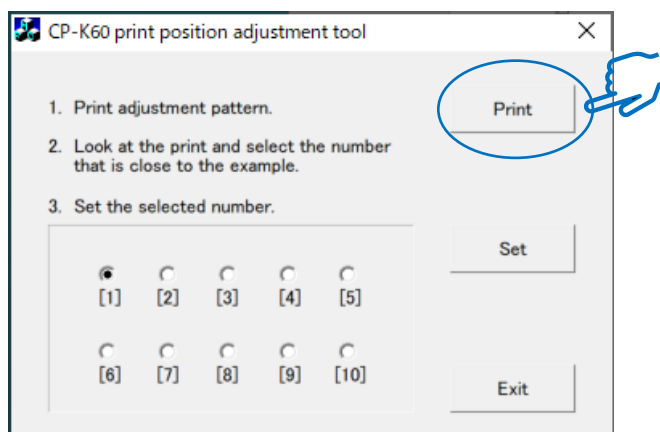 CP-K60 print position adjustment tool
1. Print adjustment pattern.
Print
2. Look at the print and select the number
that is close to the example.
3. Set the selected number.
Set
[1] [2] [3] [4] [5]
[6] [7] [8] [9] [10]
Exit